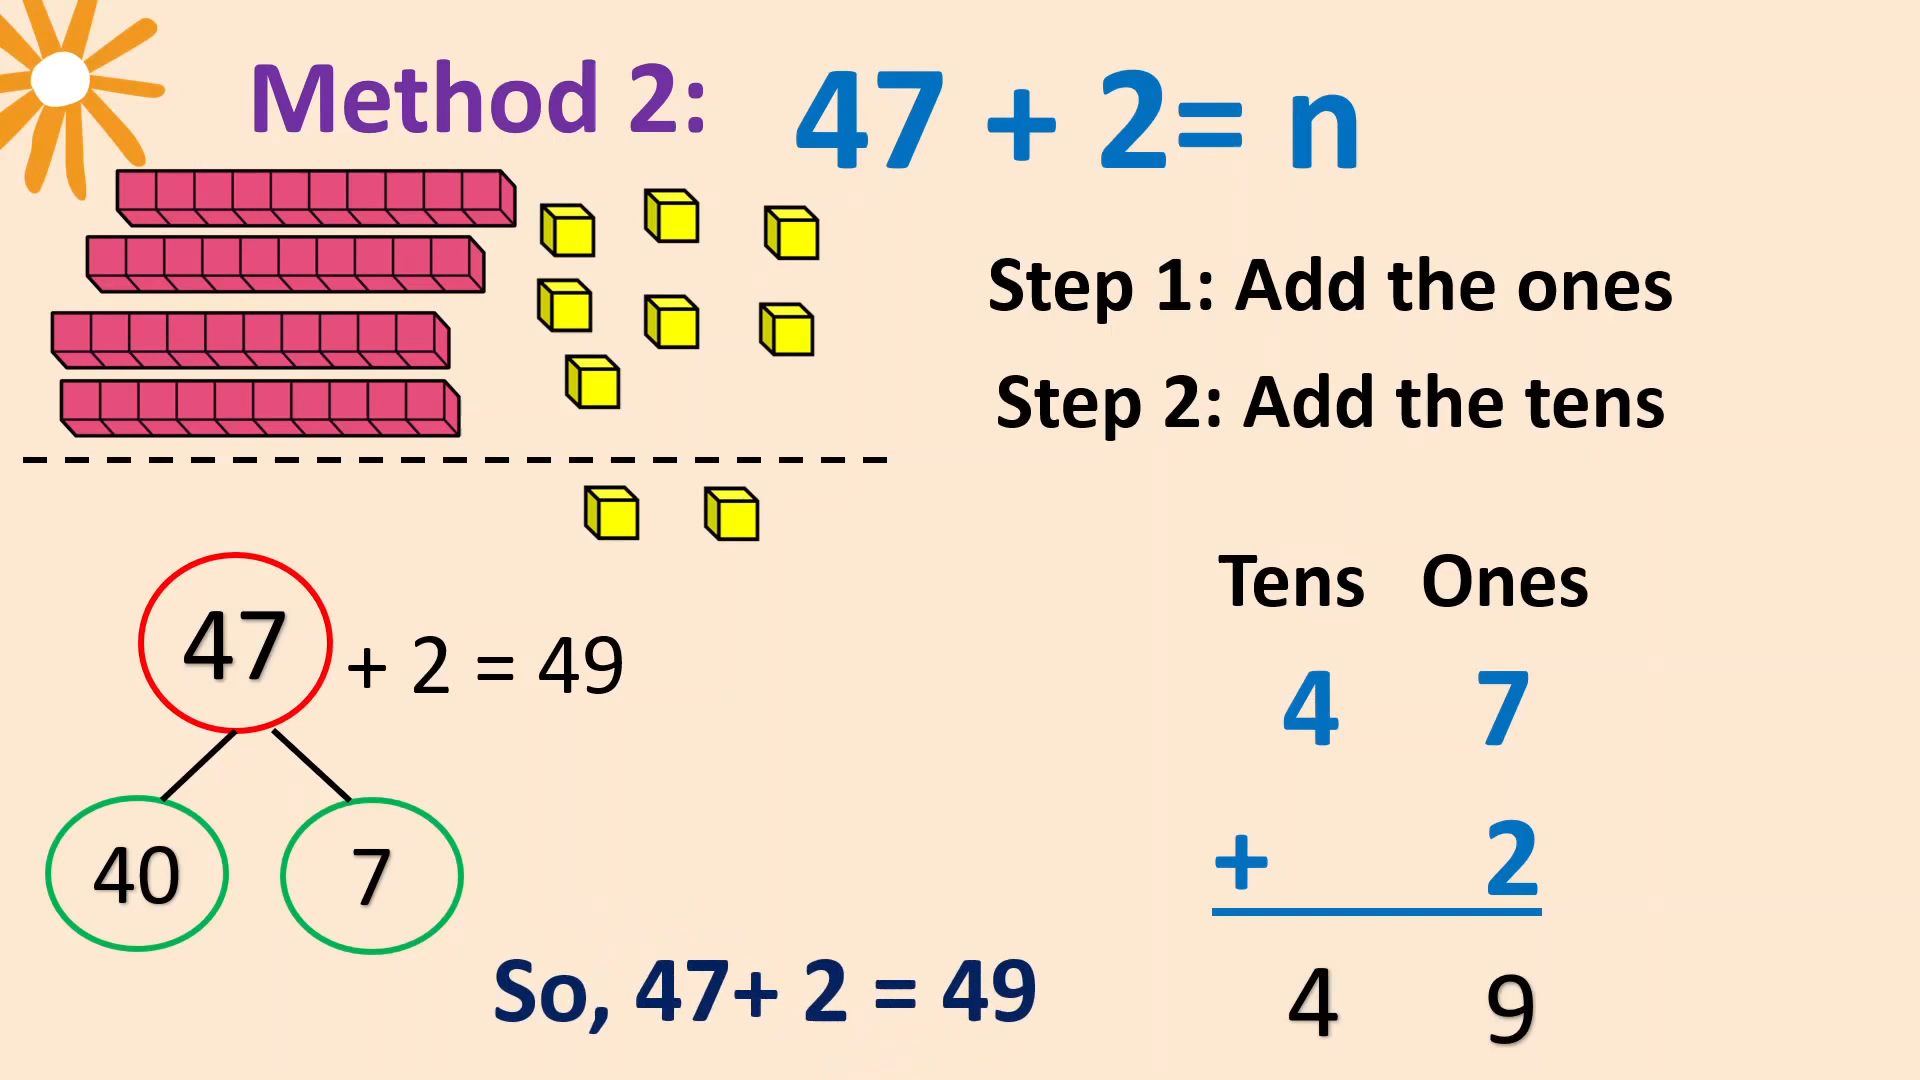 Method 2: 47 + 2= n
Step 1: Add the ones
Step 2: Add the tens
47 + 2 = 49
40 7
Tens Ones
4 7
+ 2
4 9
So, 47+ 2 = 49